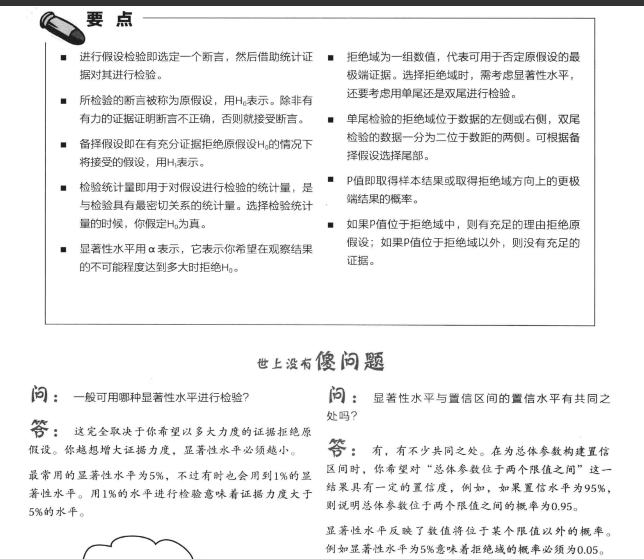 要 点
■ 进行假设检验即选定一个断言，然后借助统计证
据对其进行检验。
■ 所检验的断言被称为原假设，用H₀表示。除非有
有力的证据证明断言不正确，否则就接受断言。
■ 备择假设即在有充分证据拒绝原假设H₀的情况下
将接受的假设，用H₁表示。
■ 检验统计量即用于对假设进行检验的统计量，是
与检验具有最密切关系的统计量。选择检验统计
量的时候，你假定H₀为真。
■ 显著性水平用 α 表示，它表示你希望在观察结果
的不可能程度达到多大时拒绝H₀。
■ 拒绝域为一组数值，代表可用于否定原假设的最
极端证据。选择拒绝域时，需考虑显著性水平，
还要考虑用单尾还是双尾进行检验。
■ 单尾检验的拒绝域位于数据的左侧或右侧，双尾
检验的数据一分为二位于数距的两侧。可根据备
择假设选择尾部。
■ P值即取得样本结果或取得拒绝域方向上的更极
端结果的概率。
■ 如果P值位于拒绝域中，则有充足的理由拒绝原
假设；如果P值位于拒绝域以外，则没有充足的
证据。
世上没有傻问题
问： 一般可用哪种显著性水平进行检验?
答： 这完全取决于你希望以多大力度的证据拒绝原
假设。你越想增大证据力度，显著性水平必须越小。
最常用的显著性水平为5%，不过有时也会用到1%的显
著性水平。用1%的水平进行检验意味着证据力度大于
5%的水平。
问： 显著性水平与置信区间的置信水平有共同之
处吗?
答： 有，有不少共同之处。在为总体参数构建置信
区间时，你希望对“总体参数位于两个限值之间”这一
结果具有一定的置信度，例如，如果置信水平为95%，
则说明总体参数位于两个限值之间的概率为0.95。
显著性水平反映了数值将位于某个限值以外的概率。
例如显著性水平为5%意味着拒绝域的概率必须为0.05。